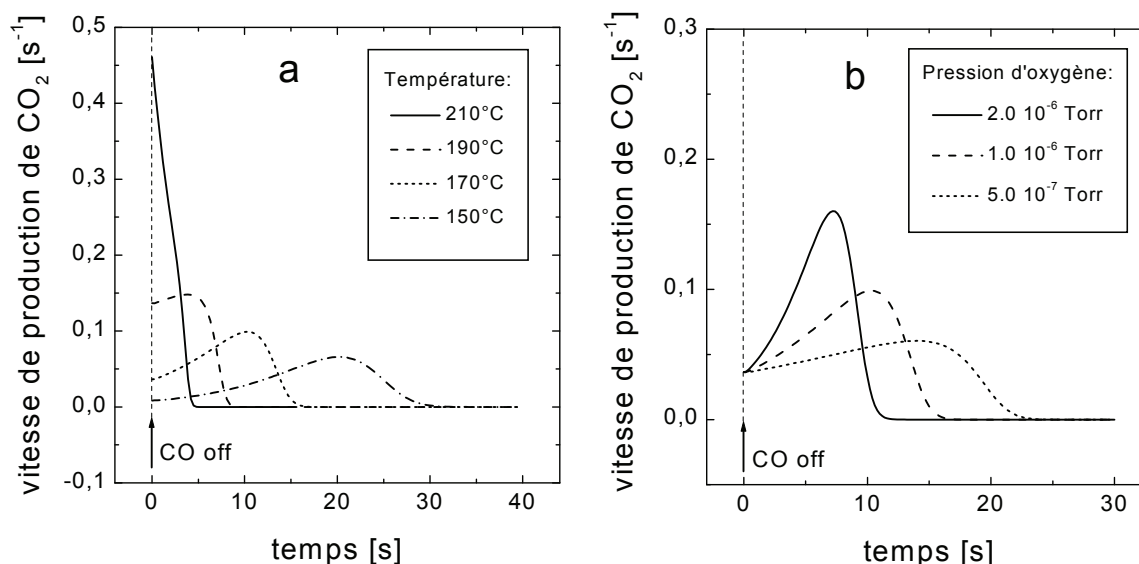 a
vitesse de production de CO₂ [s⁻¹]
0,5
0,4
0,3
0,2
0,1
0,0
-0,1
Température:
210°C
190°C
170°C
150°C
CO off
0
10
20
30
40
temps [s]
b
vitesse de production de CO₂ [s⁻¹]
0,3
0,2
0,1
0,0
Pression d'oxygène:
2.0 10⁻⁶ Torr
1.0 10⁻⁶ Torr
5.0 10⁻⁷ Torr
CO off
0
10
20
30
temps [s]